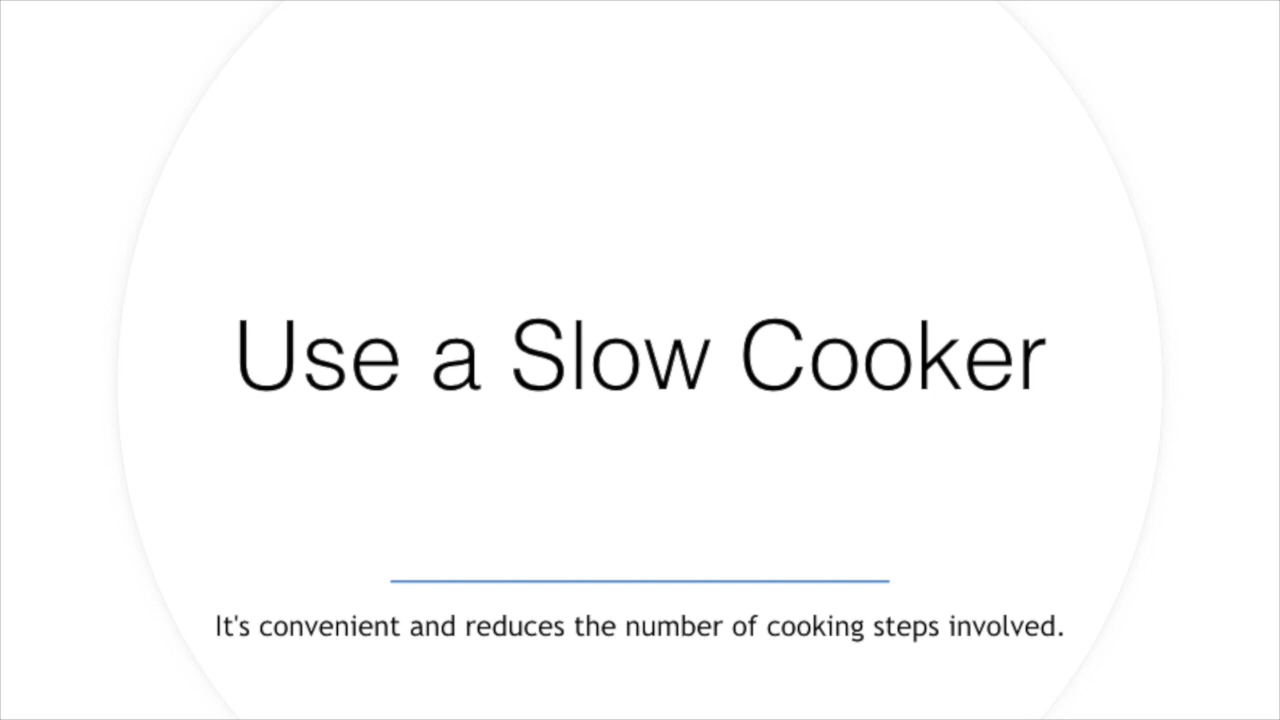 Use a Slow Cooker
It's convenient and reduces the number of cooking steps involved.